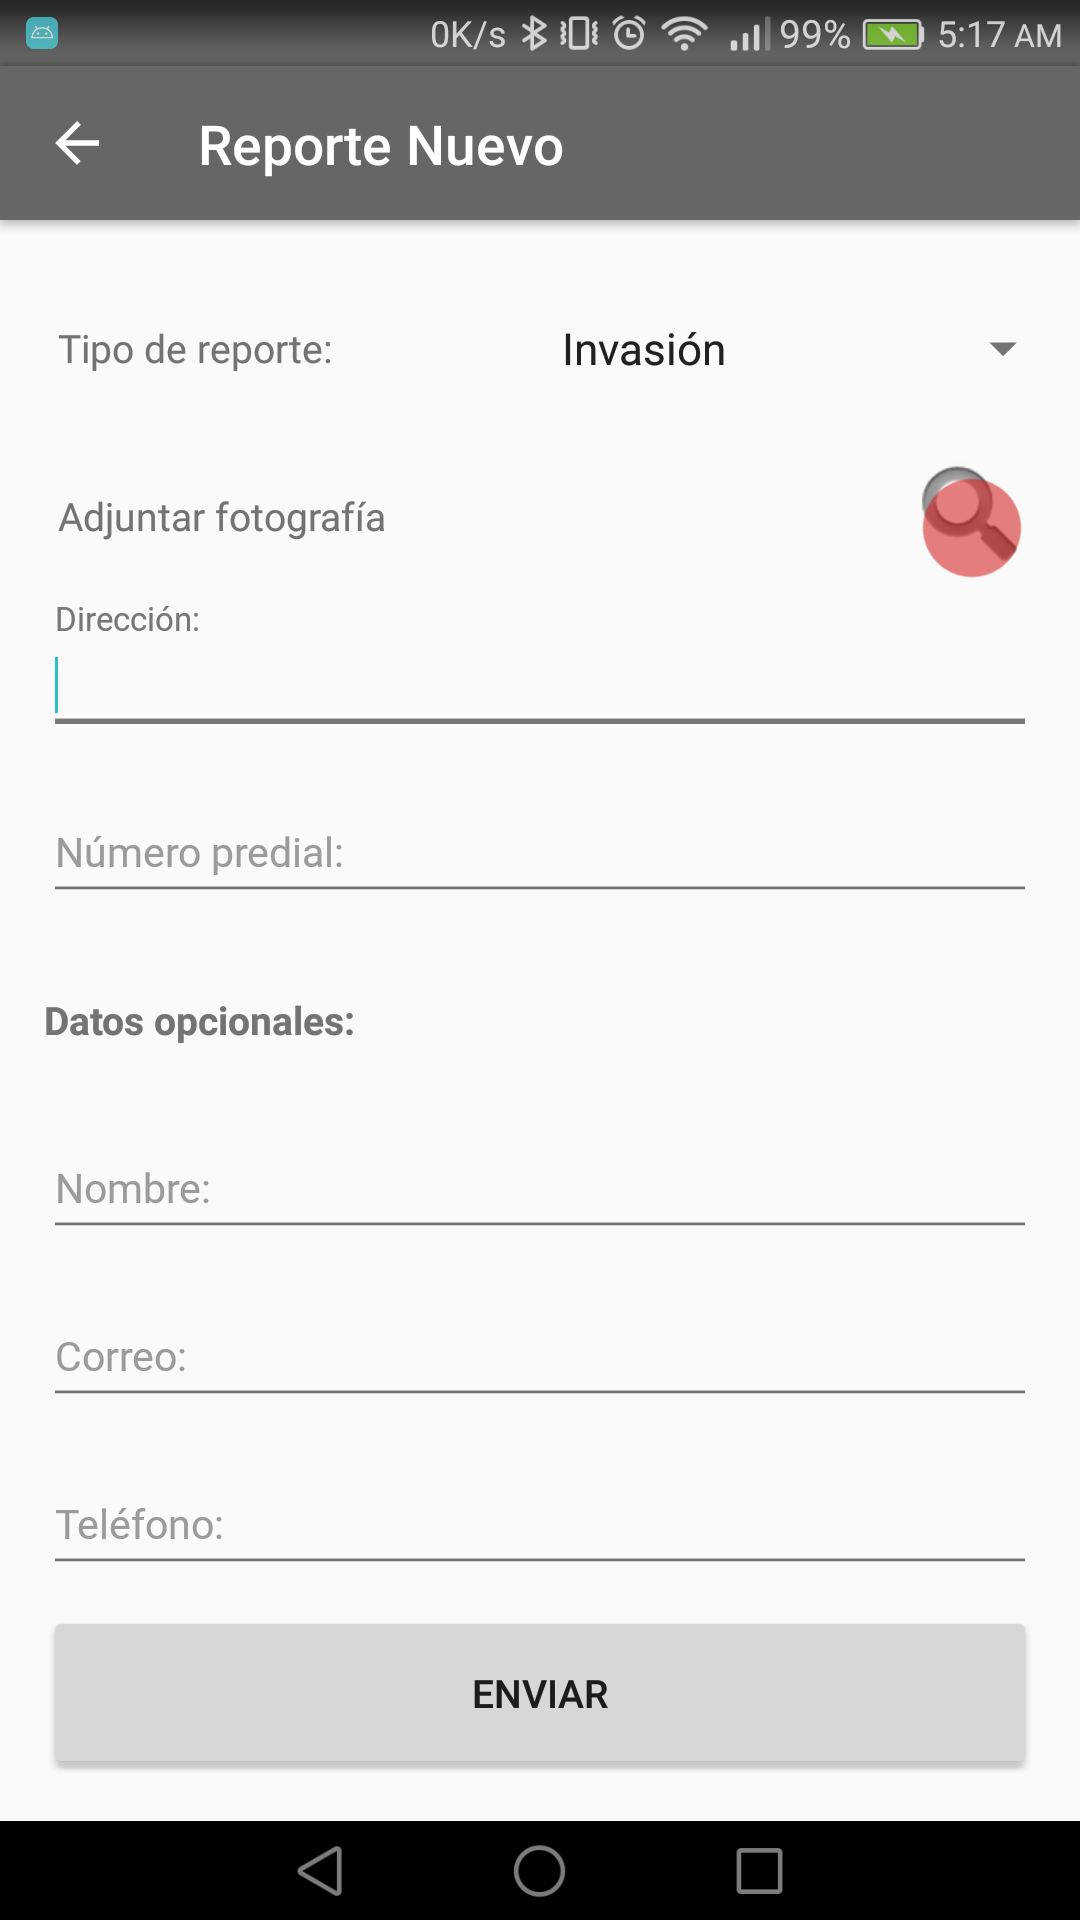 0K/s 99% 5:17 AM
Reporte Nuevo
Tipo de reporte: Invasión
Adjuntar fotografía
Dirección:
Número predial:
Datos opcionales:
Nombre:
Correo:
Teléfono:
ENVIAR